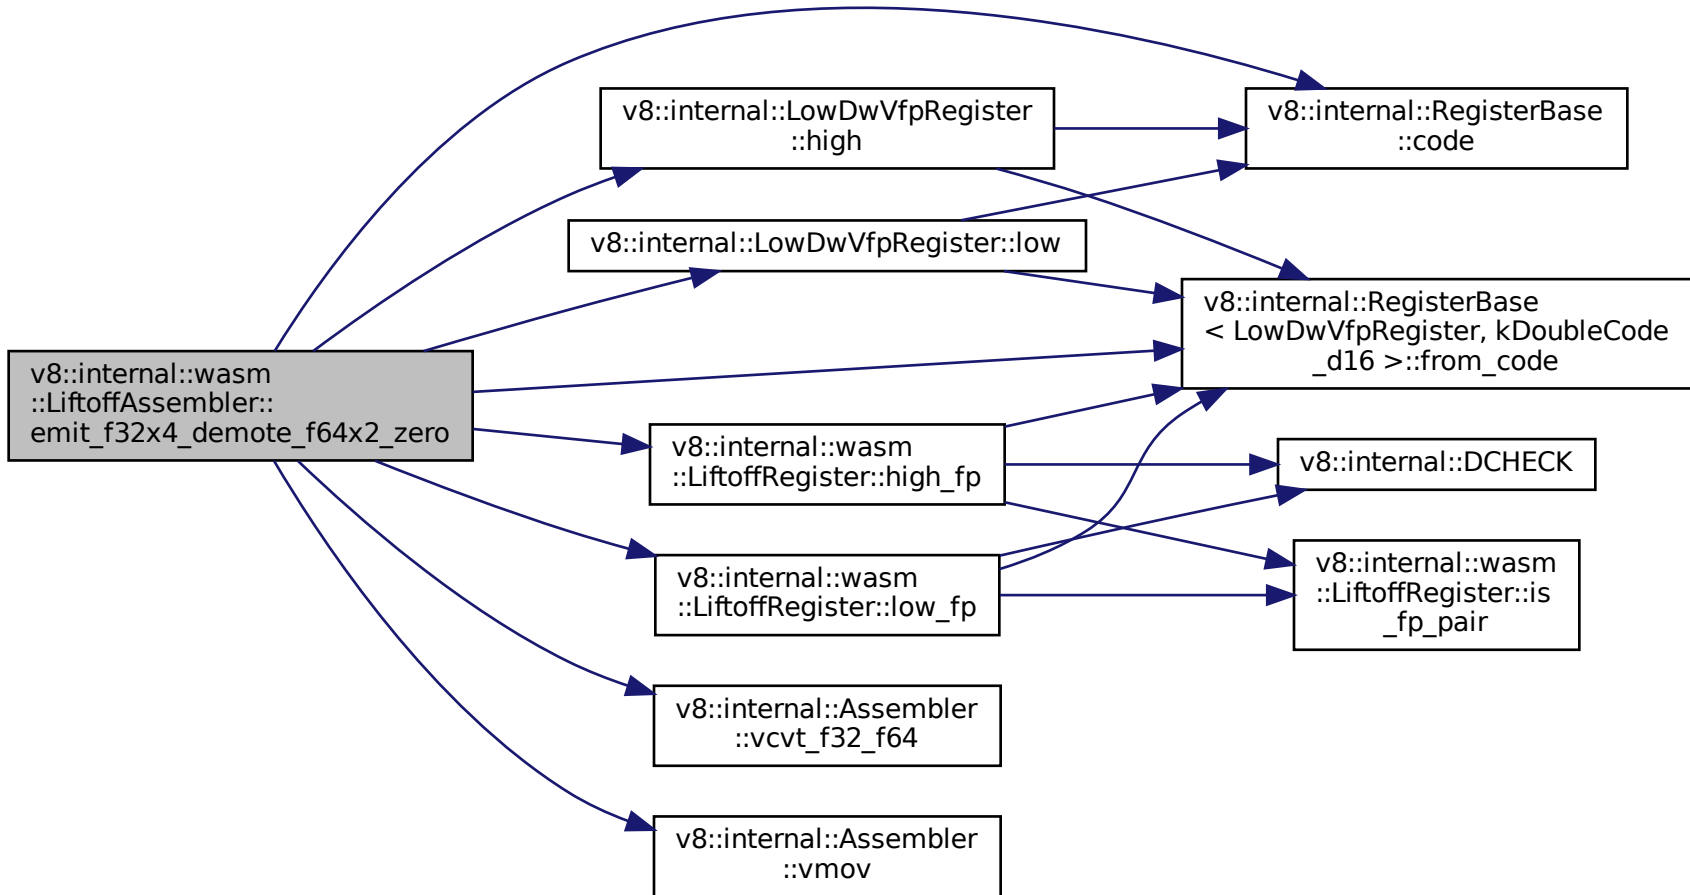 v8::internal::wasm
::LiftoffAssembler::
emit_f32x4_demote_f64x2_zero
v8::internal::LowDwVfpRegister
::high
v8::internal::LowDwVfpRegister::low
v8::internal::wasm
::LiftoffRegister::high_fp
v8::internal::wasm
::LiftoffRegister::low_fp
v8::internal::Assembler
::vcvt_f32_f64
v8::internal::Assembler
::vmov
v8::internal::RegisterBase
::code
v8::internal::RegisterBase
< LowDwVfpRegister, kDoubleCode
_d16 >::from_code
v8::internal::DCHECK
v8::internal::wasm
::LiftoffRegister::is
_fp_pair